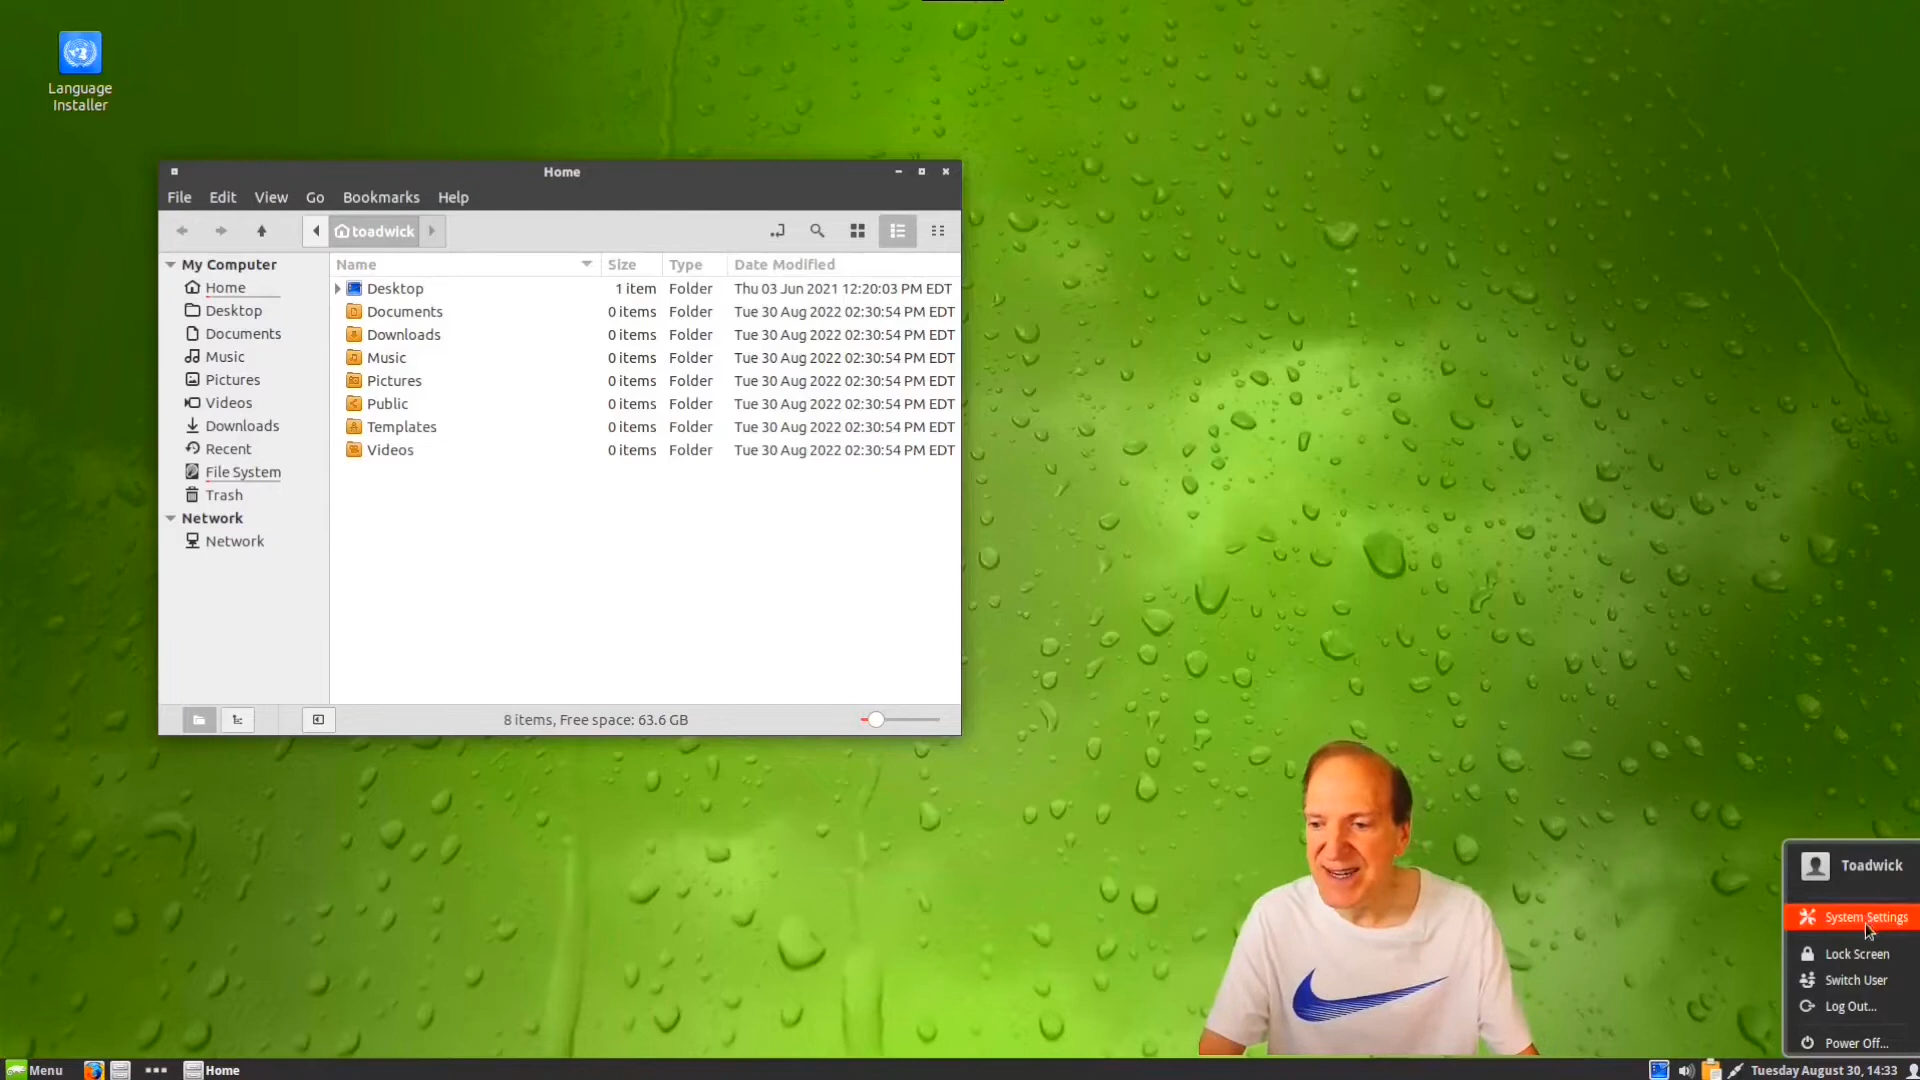 Language
Installer
Home
File Edit View Go Bookmarks Help
toadwick
My Computer
Home
Desktop
Documents
Music
Pictures
Videos
Downloads
Recent
File System
Trash
Network
Network
Name Size Type Date Modified
Desktop 1 item Folder Thu 03 Jun 2021 12:20:03 PM EDT
Documents 0 items Folder Tue 30 Aug 2022 02:30:54 PM EDT
Downloads 0 items Folder Tue 30 Aug 2022 02:30:54 PM EDT
Music 0 items Folder Tue 30 Aug 2022 02:30:54 PM EDT
Pictures 0 items Folder Tue 30 Aug 2022 02:30:54 PM EDT
Public 0 items Folder Tue 30 Aug 2022 02:30:54 PM EDT
Templates 0 items Folder Tue 30 Aug 2022 02:30:54 PM EDT
Videos 0 items Folder Tue 30 Aug 2022 02:30:54 PM EDT
8 items, Free space: 63.6 GB
Toadwick
System Settings
Lock Screen
Switch User
Log Out...
Power Off...
Menu Home Tuesday August 30, 14:33